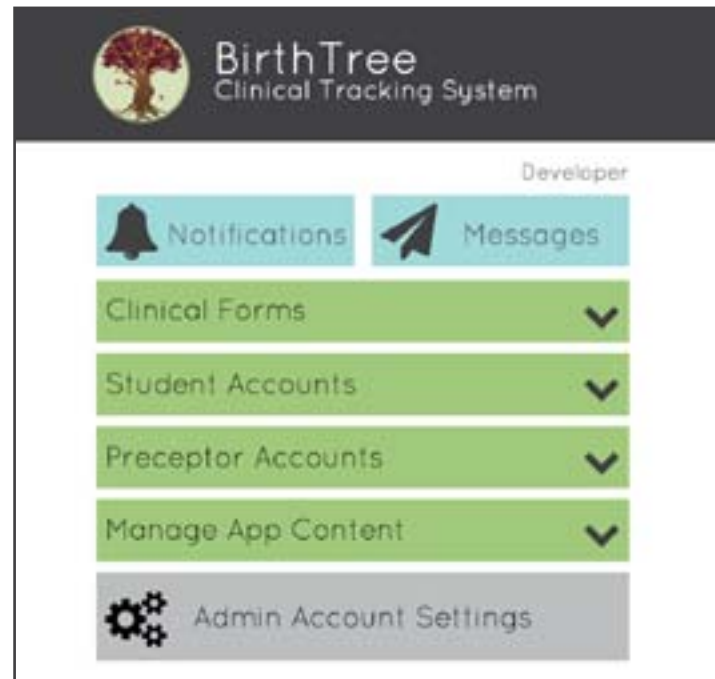 BirthTree
Clinical Tracking System
Developer
Notifications
Messages
Clinical Forms
Student Accounts
Preceptor Accounts
Manage App Content
Admin Account Settings